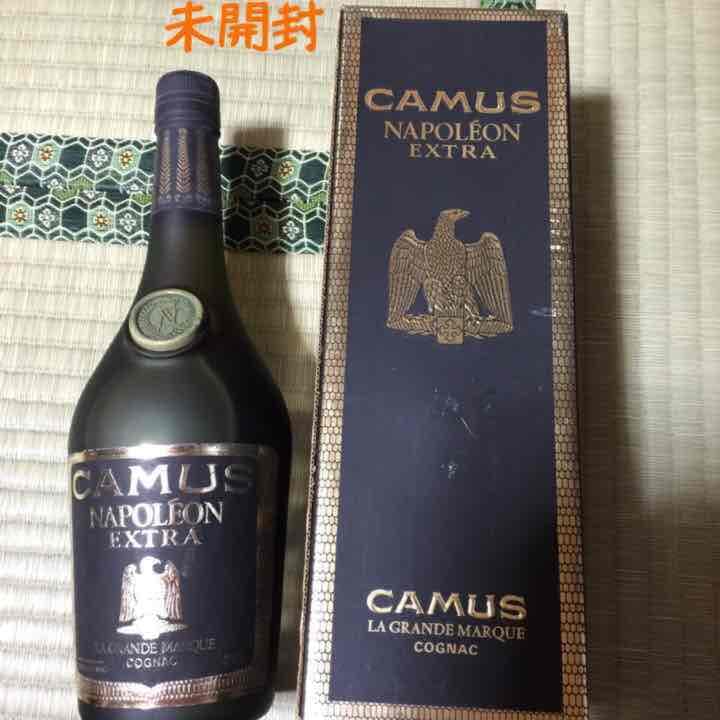 未開封
CAMUS
NAPOLÉON
EXTRA
CAMUS
LA GRANDE MARQUE
COGNAC
N
CAMUS
NAPOLÉON
EXTRA
LA GRANDE MARQUE
COGNAC